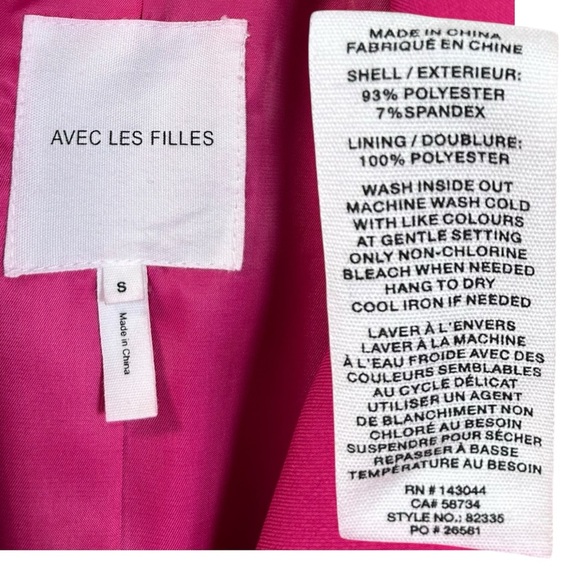 AVEC LES FILLES
S
Made in China
MADE IN CHINA
FABRIQUÉ EN CHINE
SHELL / EXTERIEUR:
93% POLYESTER
7% SPANDEX
LINING / DOUBLURE:
100% POLYESTER
WASH INSIDE OUT
MACHINE WASH COLD
WITH LIKE COLOURS
AT GENTLE SETTING
ONLY NON-CHLORINE
BLEACH WHEN NEEDED
HANG TO DRY
COOL IRON IF NEEDED
LAVER À L'ENVERS
LAVER À LA MACHINE
À L'EAU FROIDE AVEC DES
COULEURS SEMBLABLES
AU CYCLE DÉLICAT
UTILISER UN AGENT
DE BLANCHIMENT NON
CHLORÉ AU BESOIN
SUSPENDRE POUR SÉCHER
REPASSER À BASSE
TEMPÉRATURE AU BESOIN
RN # 143044
CA# 58734
STYLE NO.: 82335
PO # 26581